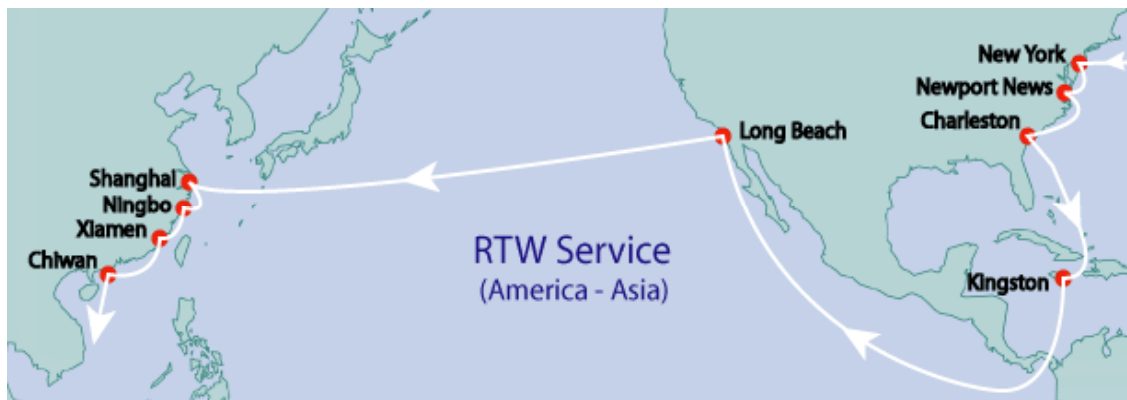 New York
Newport News
Charleston
Long Beach
Shanghai
Ningbo
Xiamen
Chiwan
Kingston
RTW Service
(America - Asia)